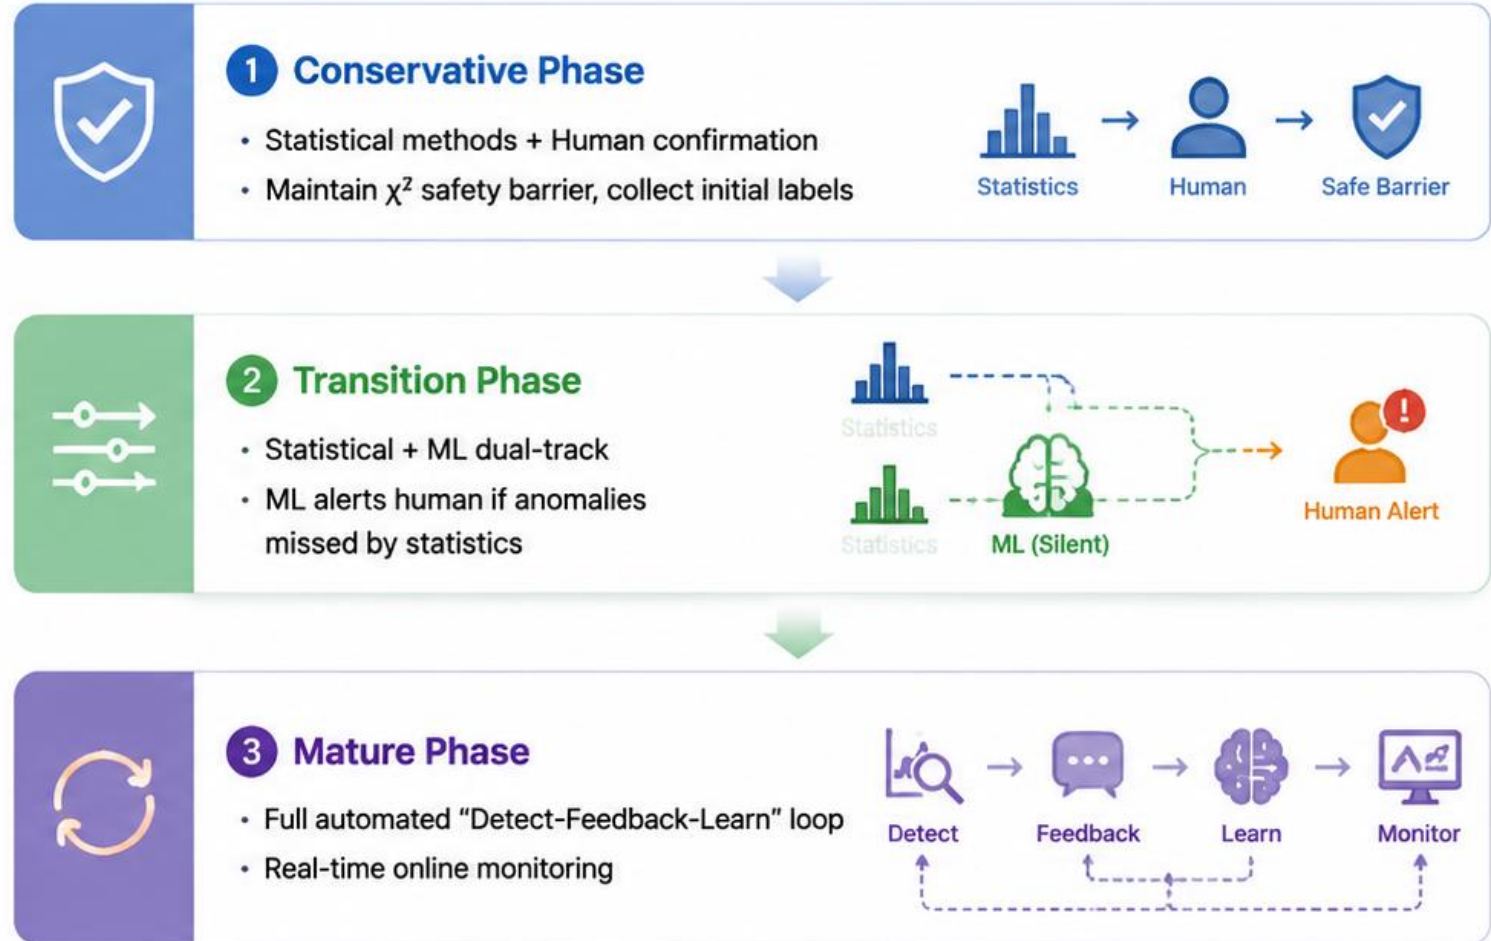 1 Conservative Phase
• Statistical methods + Human confirmation
• Maintain χ² safety barrier, collect initial labels
Statistics
Human
Safe Barrier
2 Transition Phase
• Statistical + ML dual-track
• ML alerts human if anomalies
missed by statistics
Statistics
Statistics
ML (Silent)
!
Human Alert
3 Mature Phase
• Full automated “Detect-Feedback-Learn” loop
• Real-time online monitoring
Detect
Feedback
Learn
Monitor